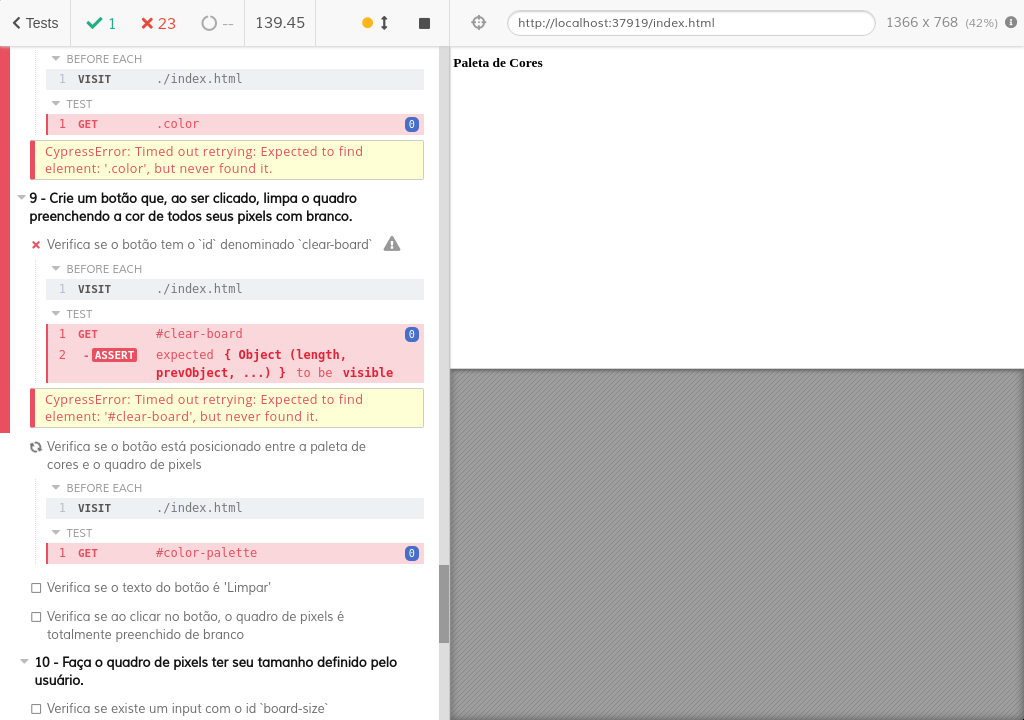 Tests 1 23 -- 139.45 http://localhost:37919/index.html 1366 x 768 (42%)
Paleta de Cores
BEFORE EACH
1 VISIT ./index.html
TEST
1 GET .color 0
CypressError: Timed out retrying: Expected to find
element: '.color', but never found it.
9 - Crie um botão que, ao ser clicado, limpa o quadro
preenchendo a cor de todos seus pixels com branco.
Verifica se o botão tem o `id` denominado `clear-board`
BEFORE EACH
1 VISIT ./index.html
TEST
1 GET #clear-board 0
2 -ASSERT expected { Object (length,
prevObject, ...) } to be visible
CypressError: Timed out retrying: Expected to find
element: '#clear-board', but never found it.
Verifica se o botão está posicionado entre a paleta de
cores e o quadro de pixels
BEFORE EACH
1 VISIT ./index.html
TEST
1 GET #color-palette 0
Verifica se o texto do botão é 'Limpar'
Verifica se ao clicar no botão, o quadro de pixels é
totalmente preenchido de branco
10 - Faça o quadro de pixels ter seu tamanho definido pelo
usuário.
Verifica se existe um input com o id `board-size`